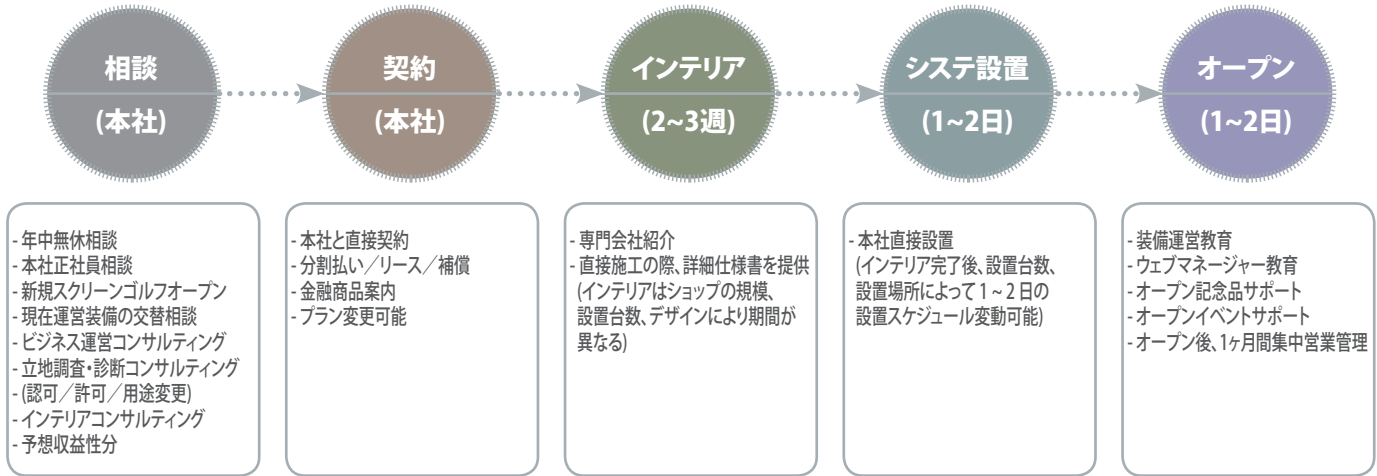 相談
(本社)
契約
(本社)
インテリア
(2~3週)
システ設置
(1~2日)
オープン
(1~2日)
- 年中無休相談
- 本社正社員相談
- 新規スクリーンゴルフオープン
- 現在運営装備の交替相談
- ビジネス運営コンサルティング
- 立地調査・診断コンサルティング
- (認可／許可／用途変更)
- インテリアコンサルティング
- 予想収益性分
- 本社と直接契約
- 分割払い／リース／補償
- 金融商品案内
- プラン変更可能
- 専門会社紹介
- 直接施工の際、詳細仕様書を提供
(インテリアはショップの規模、
設置台数、デザインにより期間が
異なる)
- 本社直接設置
(インテリア完了後、設置台数、
設置場所によって1~2日の
設置スケジュール変動可能)
- 装備運営教育
- ウェブマネージャー教育
- オープン記念品サポート
- オープンイベントサポート
- オープン後、1ヶ月間集中営業管理